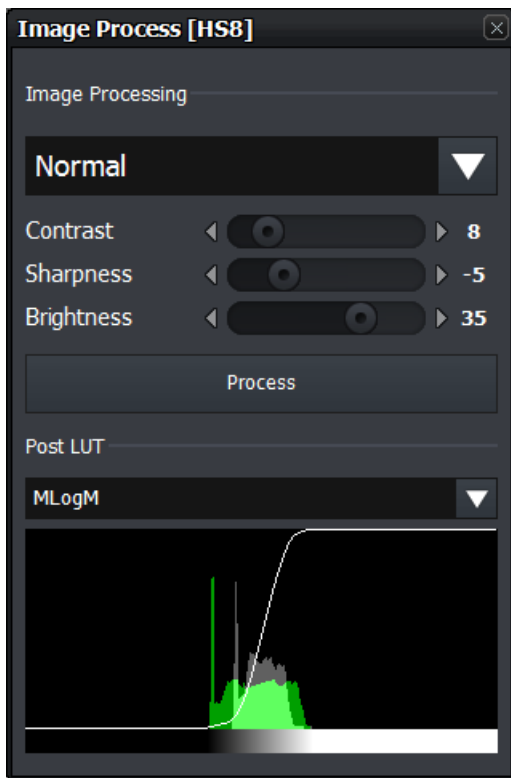 Image Process [HS8]
Image Processing
Normal
Contrast 8
Sharpness -5
Brightness 35
Process
Post LUT
MLogM